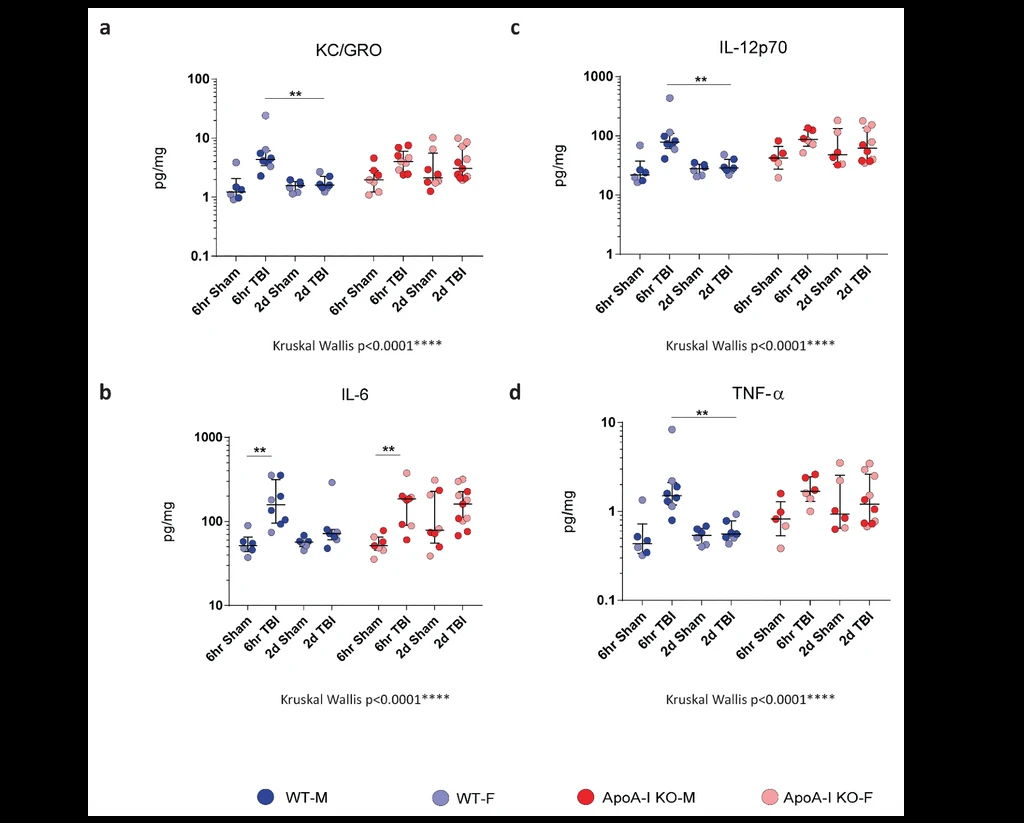 a
KC/GRO
**
100
10
1
0.1
pg/mg
6hr Sham
6hr TBI
2d Sham
2d TBI
6hr Sham
6hr TBI
2d Sham
2d TBI
Kruskal Wallis p<0.0001****
c
IL-12p70
**
1000
100
10
1
pg/mg
6hr Sham
6hr TBI
2d Sham
2d TBI
6hr Sham
6hr TBI
2d Sham
2d TBI
Kruskal Wallis p<0.0001****
b
IL-6
**
**
1000
100
10
pg/mg
6hr Sham
6hr TBI
2d Sham
2d TBI
6hr Sham
6hr TBI
2d Sham
2d TBI
Kruskal Wallis p<0.0001****
d
TNF-α
**
10
1
0.1
pg/mg
6hr Sham
6hr TBI
2d Sham
2d TBI
6hr Sham
6hr TBI
2d Sham
2d TBI
Kruskal Wallis p<0.0001****
WT-M
WT-F
ApoA-I KO-M
ApoA-I KO-F